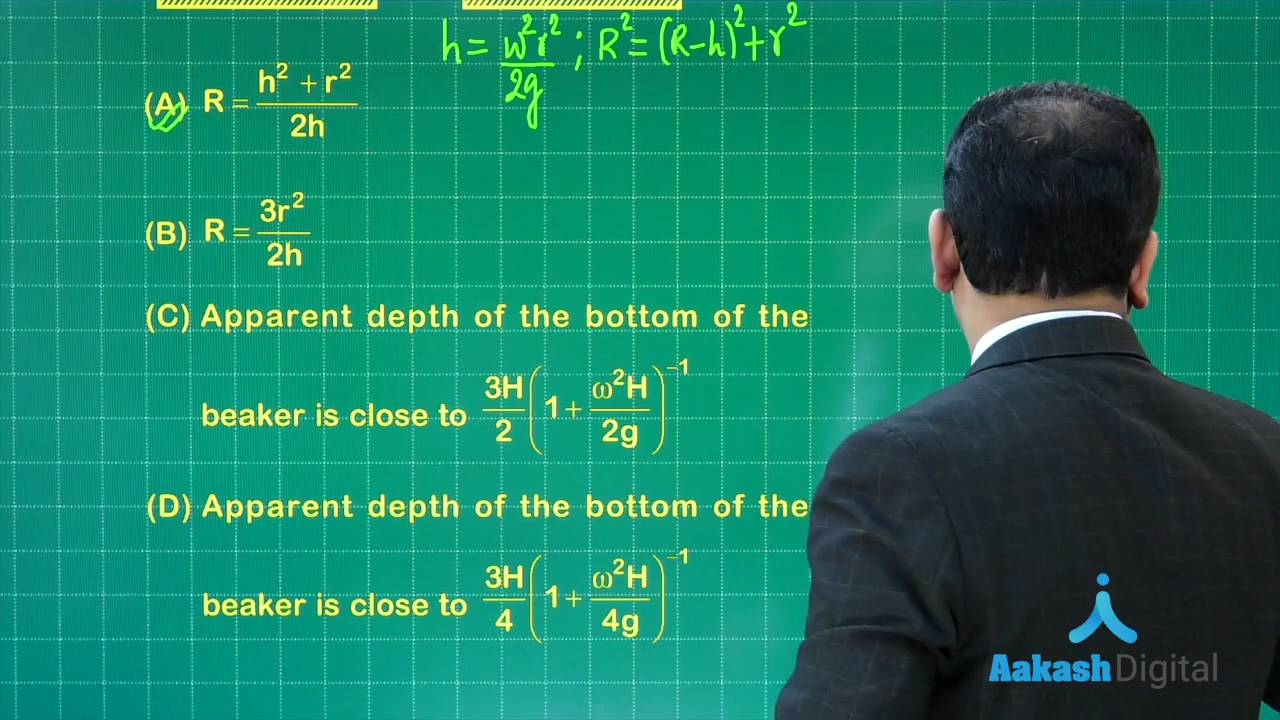 h = ω²r²/2g ; R² = (R-h)² + r²
(A) R = h² + r² / 2h
(B) R = 3r² / 2h
(C) Apparent depth of the bottom of the
beaker is close to 3H/2 (1 + ω²H/2g)⁻¹
(D) Apparent depth of the bottom of the
beaker is close to 3H/4 (1 + ω²H/4g)⁻¹
Aakash Digital